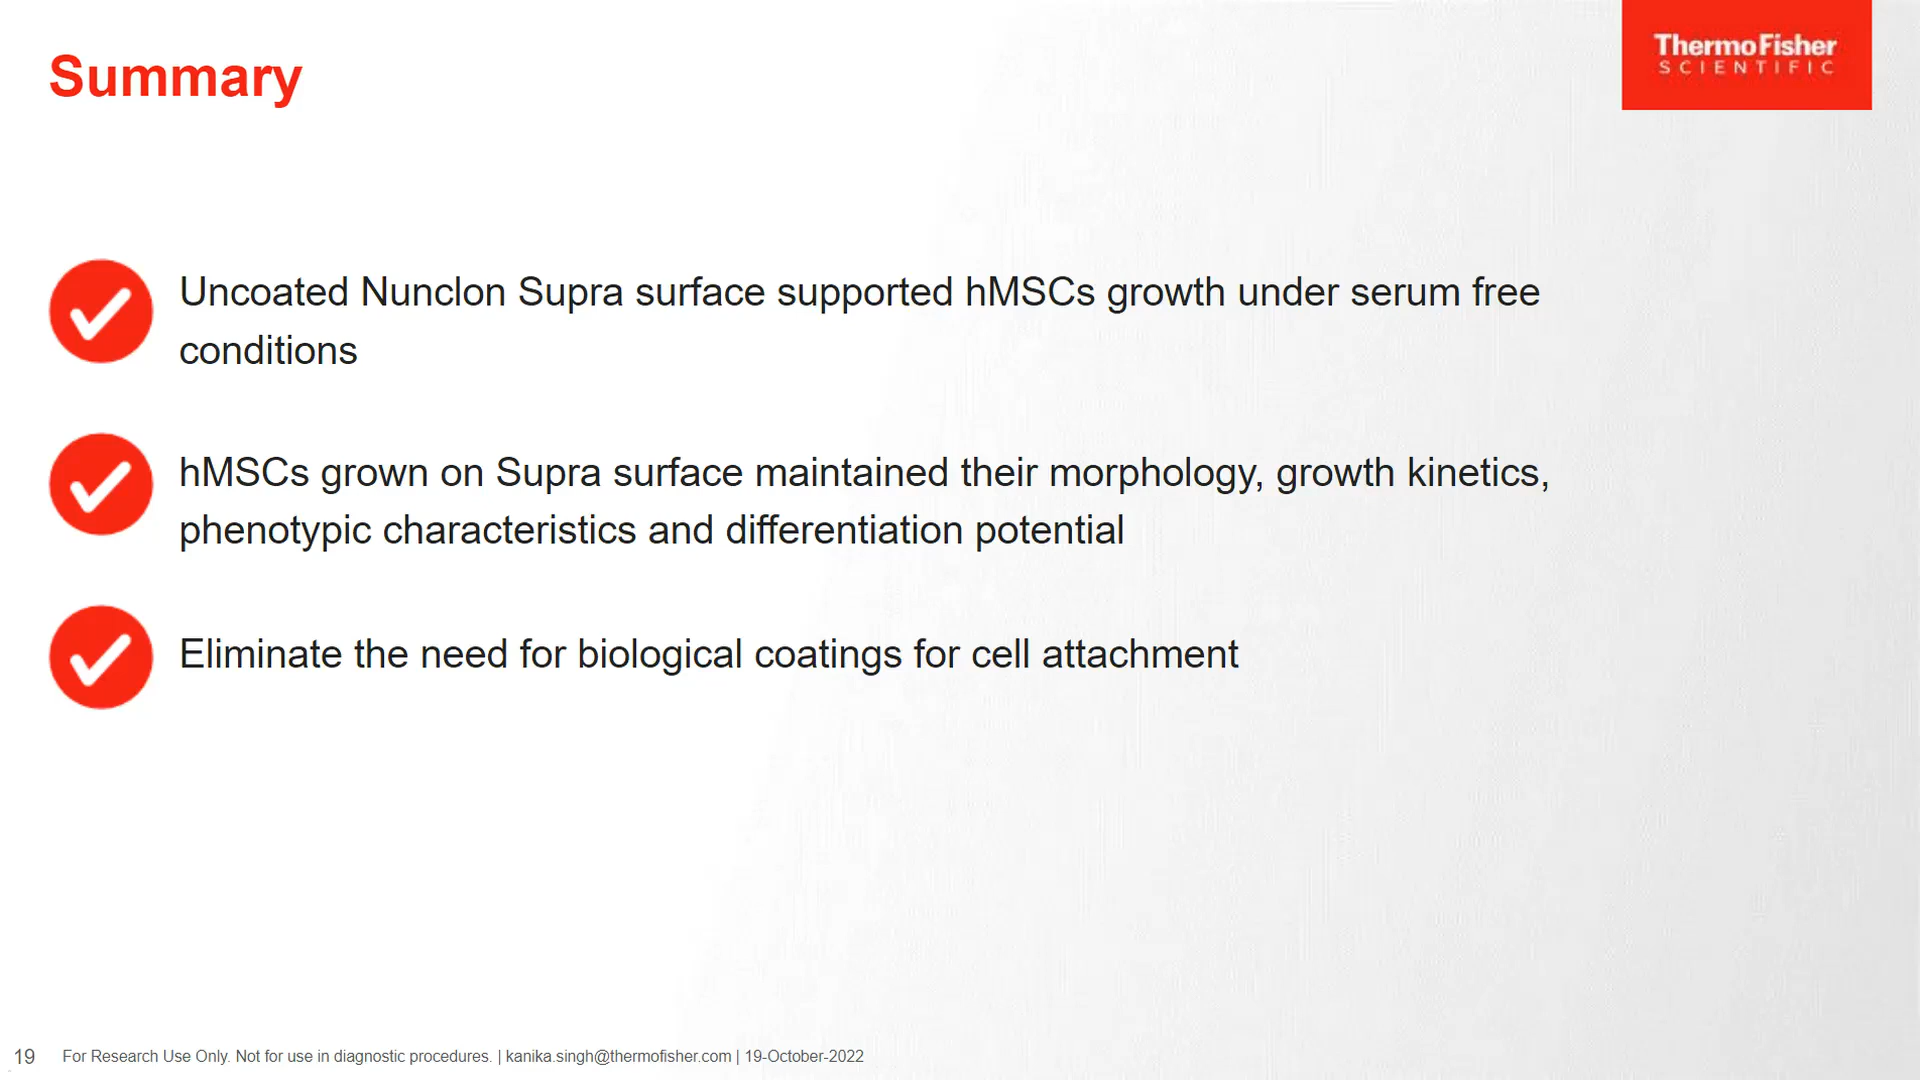 Summary
ThermoFisher
SCIENTIFIC
Uncoated Nunclon Supra surface supported hMSCs growth under serum free
conditions
hMSCs grown on Supra surface maintained their morphology, growth kinetics,
phenotypic characteristics and differentiation potential
Eliminate the need for biological coatings for cell attachment
19 For Research Use Only. Not for use in diagnostic procedures. | kanika.singh@thermofisher.com | 19-October-2022